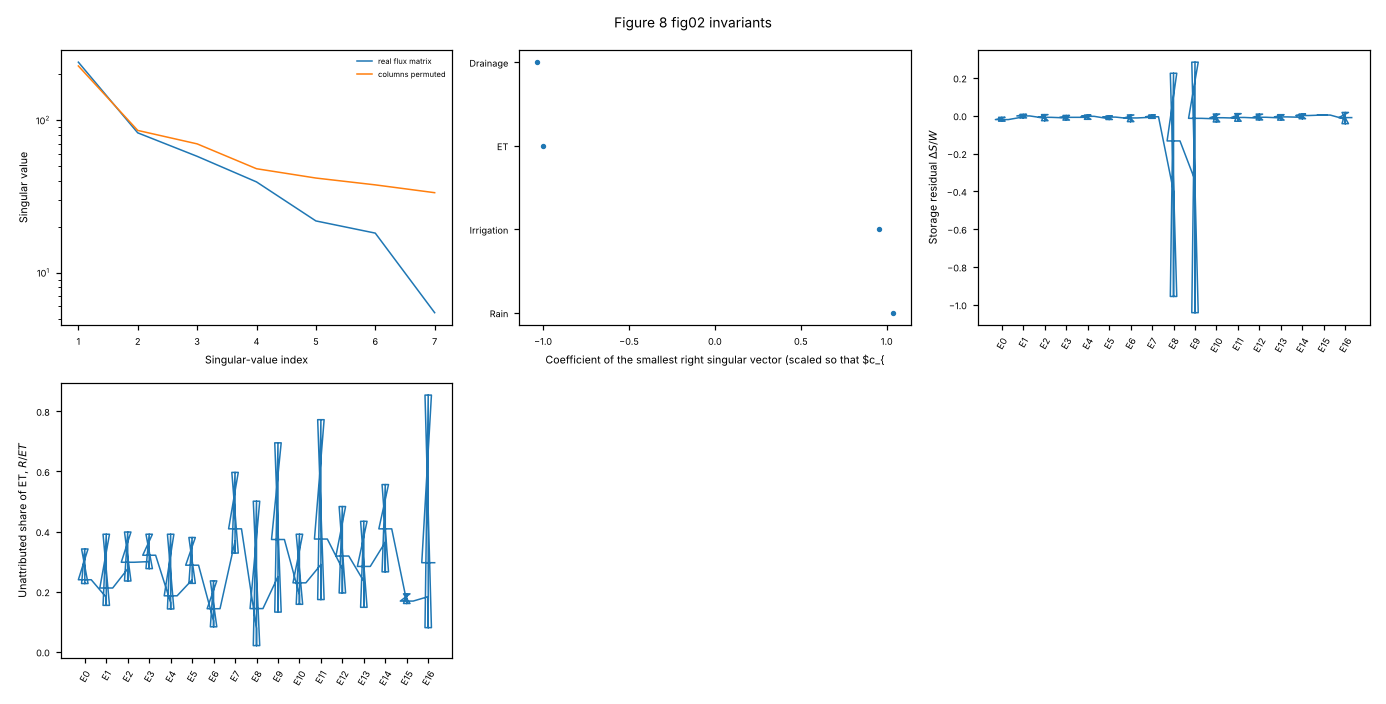 Figure 8 fig02 invariants
real flux matrix
columns permuted
10²
10¹
Singular value
1 2 3 4 5 6 7
Singular-value index
Drainage
ET
Irrigation
Rain
−1.0 −0.5 0.0 0.5 1.0
Coefficient of the smallest right singular vector (scaled so that $c_{
0.2
0.0
−0.2
−0.4
−0.6
−0.8
−1.0
Storage residual ΔS/W
E0 E1 E2 E3 E4 E5 E6 E7 E8 E9 E10 E11 E12 E13 E14 E15 E16
0.8
0.6
0.4
0.2
0.0
Unattributed share of ET, R/ET
E0 E1 E2 E3 E4 E5 E6 E7 E8 E9 E10 E11 E12 E13 E14 E15 E16